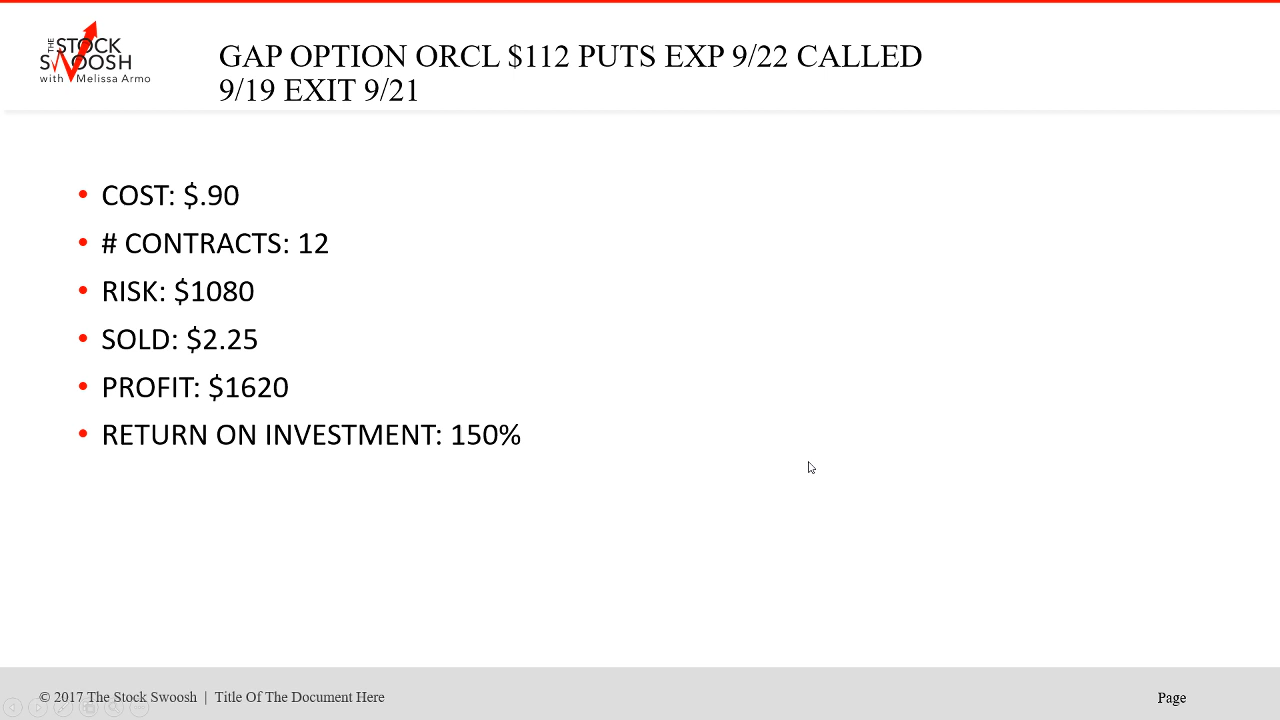 THE STOCK
SWOOSH
with Melissa Armo
GAP OPTION ORCL $112 PUTS EXP 9/22 CALLED
9/19 EXIT 9/21
• COST: $.90
• # CONTRACTS: 12
• RISK: $1080
• SOLD: $2.25
• PROFIT: $1620
• RETURN ON INVESTMENT: 150%
© 2017 The Stock Swoosh | Title Of The Document Here
Page